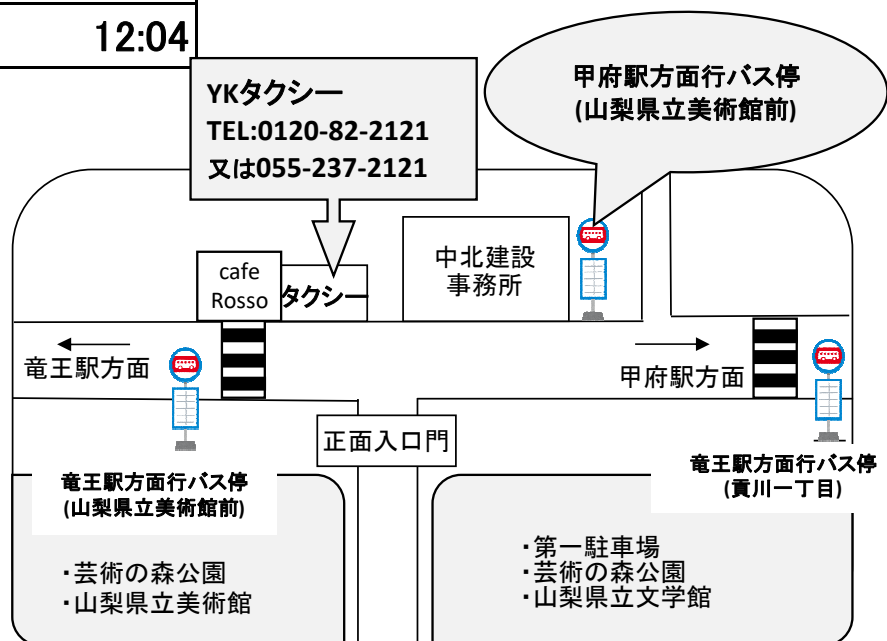 12:04
YKタクシー
TEL:0120-82-2121
又は055-237-2121
甲府駅方面行バス停
(山梨県立美術館前)
cafe
Rosso
タクシー
中北建設
事務所
竜王駅方面
甲府駅方面
正面入口門
竜王駅方面行バス停
(山梨県立美術館前)
竜王駅方面行バス停
(貢川一丁目)
・芸術の森公園
・山梨県立美術館
・第一駐車場
・芸術の森公園
・山梨県立文学館